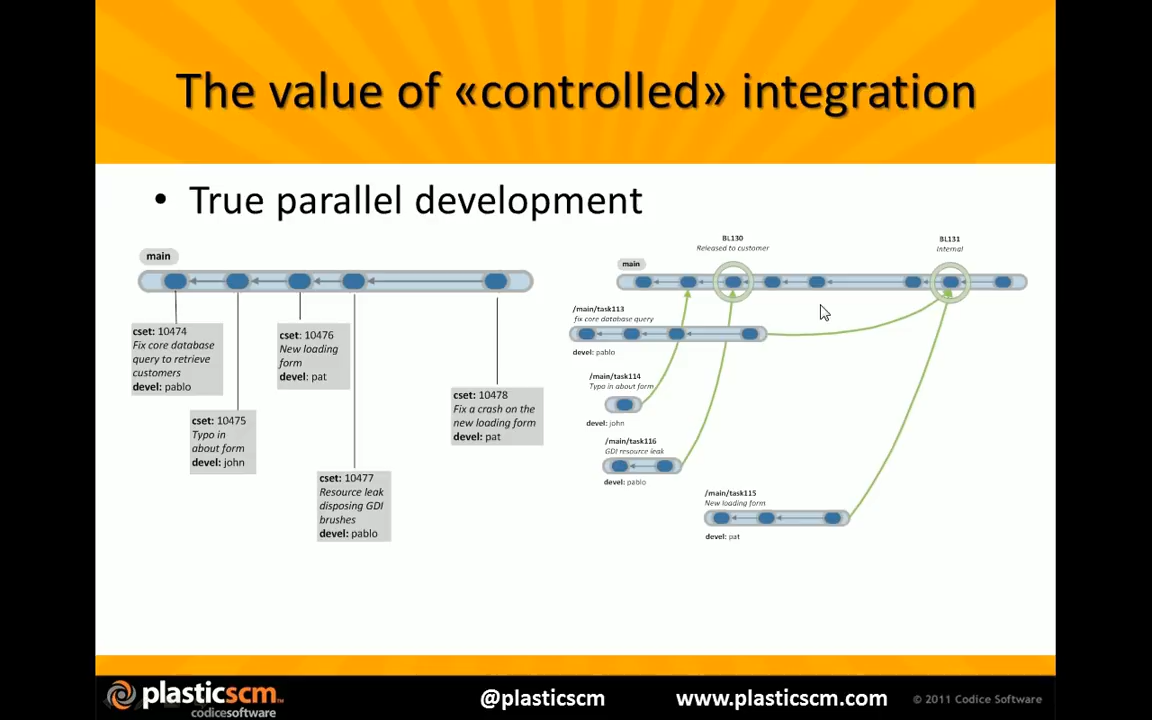 The value of «controlled» integration
• True parallel development
main
cset: 10474
Fix core database
query to retrieve
customers
devel: pablo
cset: 10475
Typo in
about form
devel: john
cset: 10476
New loading
form
devel: pat
cset: 10477
Resource leak
disposing GDI
brushes
devel: pablo
cset: 10478
Fix a crash on the
new loading form
devel: pat
BL130
Released to customer
BL131
Internal
main
/main/task113
fix core database query
devel: pablo
/main/task114
Typo in about form
devel: john
/main/task116
GDI resource leak
devel: pablo
/main/task115
New loading form
devel: pat
plasticscm™
codicesoftware
@plasticscm
www.plasticscm.com
© 2011 Codice Software